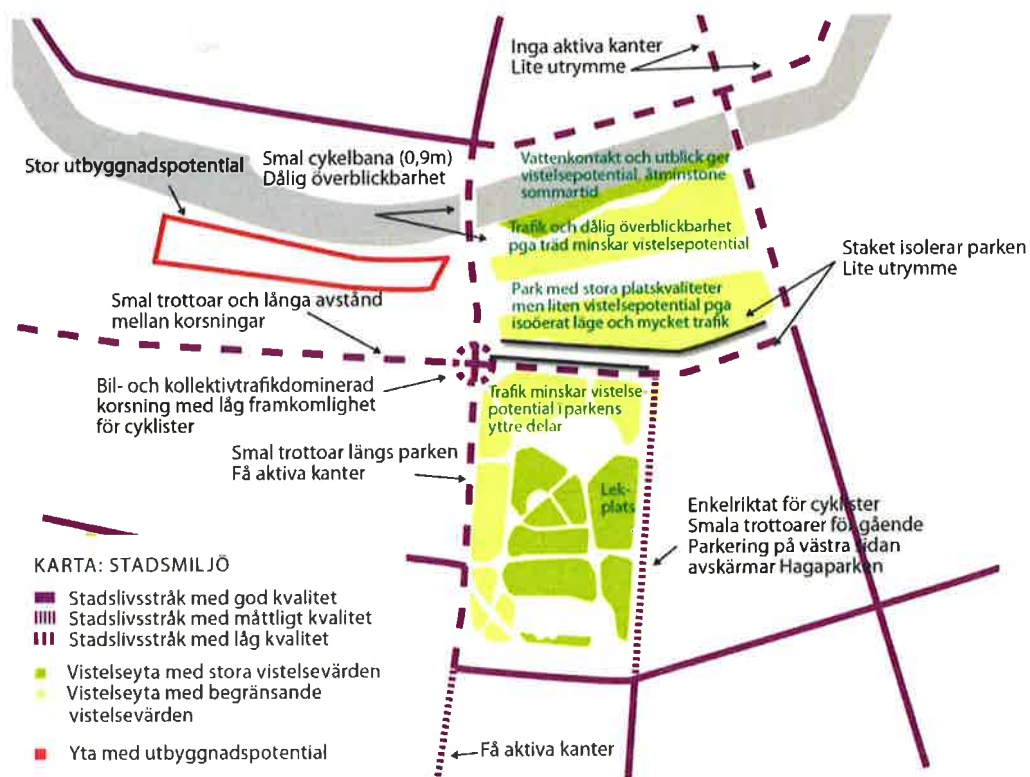 Inga aktiva kanter
Lite utrymme
Stor utbyggnadspotential
Smal cykelbana (0,9m)
Dålig överblickbarhet
Vattenkontakt och utblick ger
vistelsepotential, åtminstone
sommartid
Trafik och dålig överblickbarhet
pga träd minskar vistelsepotential
Staket isolerar parken
Lite utrymme
Park med stora platskvaliteter
men liten vistelsepotential pga
isoöerat läge och mycket trafik
Smal trottoar och långa avstånd
mellan korsningar
Bil- och kollektivtrafikdominerad
korsning med låg framkomlighet
för cyklister
Trafik minskar vistelse-
potential i parkens
yttre delar
Smal trottoar längs parken
Få aktiva kanter
Lek-
plats
Enkelriktat för cyklister
Smala trottoarer för gående
Parkering på västra sidan
avskärmar Hagaparken
KARTA: STADSMILJÖ
Stadslivsstråk med god kvalitet
Stadslivsstråk med måttligt kvalitet
Stadslivsstråk med låg kvalitet
Vistelseyta med stora vistelsevärden
Vistelseyta med begränsande
vistelsevärden
Yta med utbyggnadspotential
Få aktiva kanter